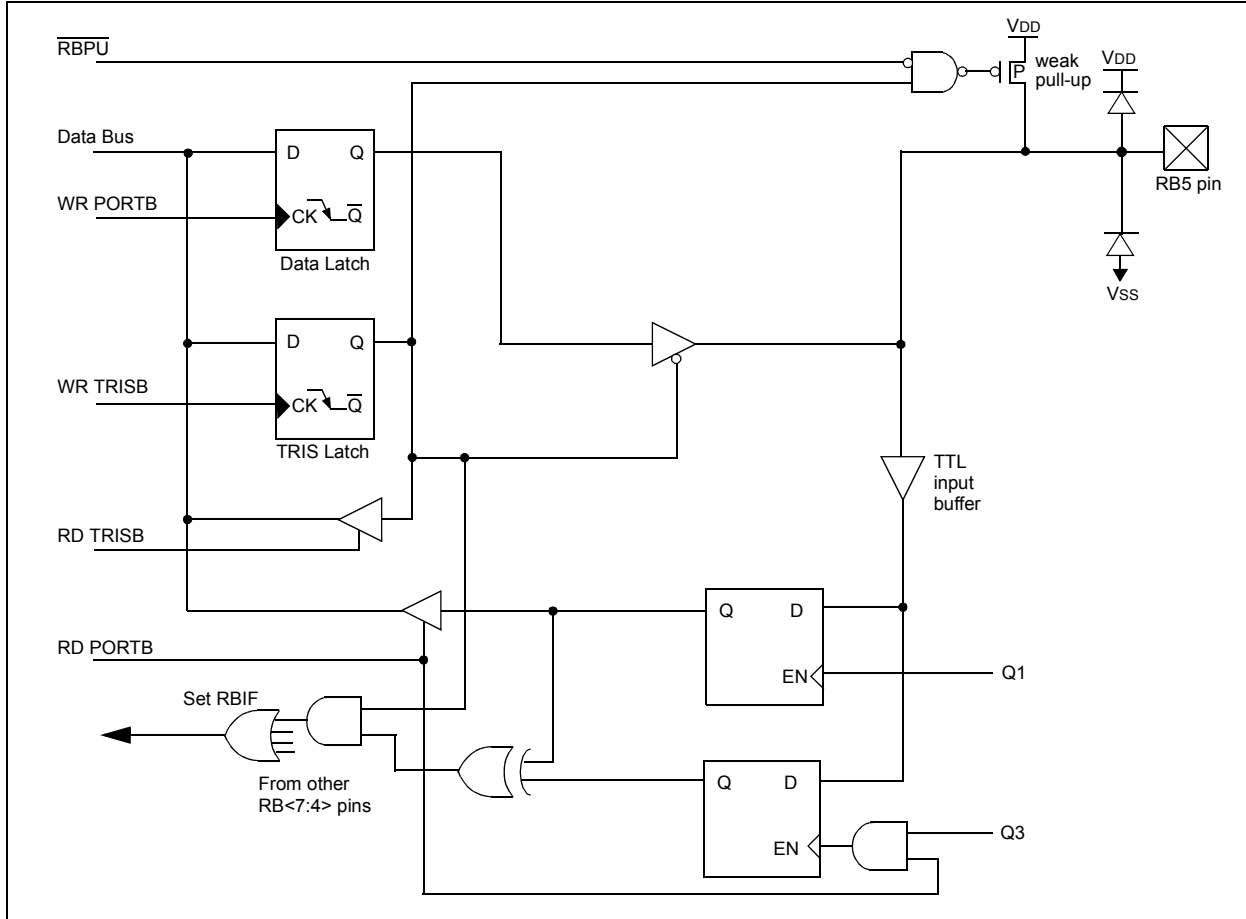 RBPU
VDD
P
weak
pull-up
VDD
Data Bus
D
Q
WR PORTB
CK
Q
Data Latch
RB5 pin
VSS
D
Q
WR TRISB
CK
Q
TRIS Latch
TTL
input
buffer
RD TRISB
Q
D
EN
Q1
RD PORTB
Set RBIF
From other
RB<7:4> pins
Q
D
EN
Q3